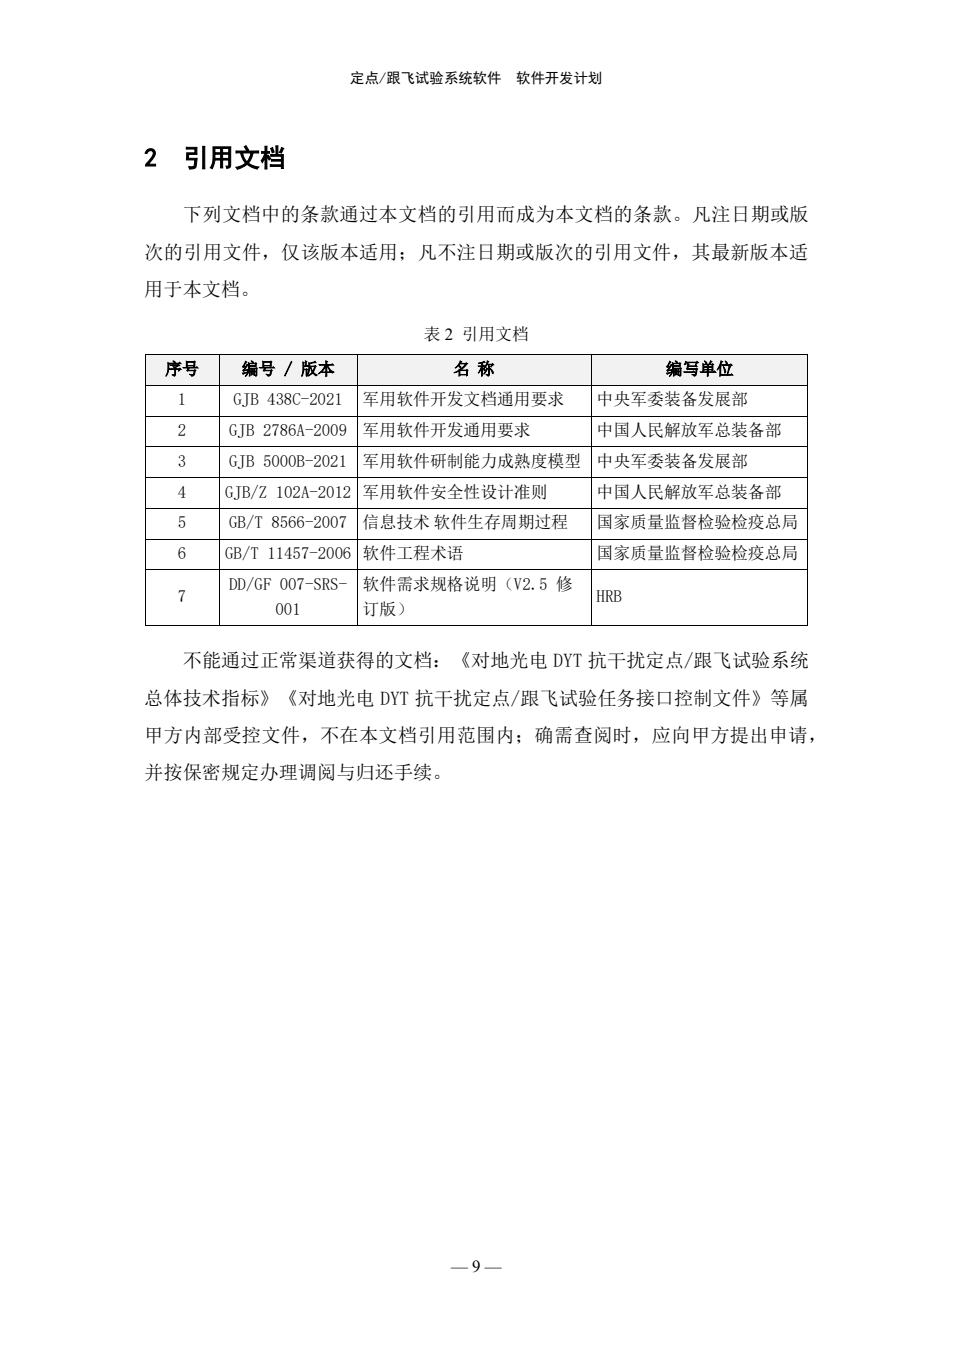 定点/跟飞试验系统软件　软件开发计划
2　引用文档
下列文档中的条款通过本文档的引用而成为本文档的条款。凡注日期或版
次的引用文件，仅该版本适用；凡不注日期或版次的引用文件，其最新版本适
用于本文档。
表 2 引用文档
序号 编号 / 版本 名 称 编写单位
1 GJB 438C-2021 军用软件开发文档通用要求 中央军委装备发展部
2 GJB 2786A-2009 军用软件开发通用要求 中国人民解放军总装备部
3 GJB 5000B-2021 军用软件研制能力成熟度模型 中央军委装备发展部
4 GJB/Z 102A-2012 军用软件安全性设计准则 中国人民解放军总装备部
5 GB/T 8566-2007 信息技术 软件生存周期过程 国家质量监督检验检疫总局
6 GB/T 11457-2006 软件工程术语 国家质量监督检验检疫总局
7 DD/GF 007-SRS- 软件需求规格说明（V2.5 修 HRB
001 订版）
不能通过正常渠道获得的文档：《对地光电 DYT 抗干扰定点/跟飞试验系统
总体技术指标》《对地光电 DYT 抗干扰定点/跟飞试验任务接口控制文件》等属
甲方内部受控文件，不在本文档引用范围内；确需查阅时，应向甲方提出申请，
并按保密规定办理调阅与归还手续。
— 9 —